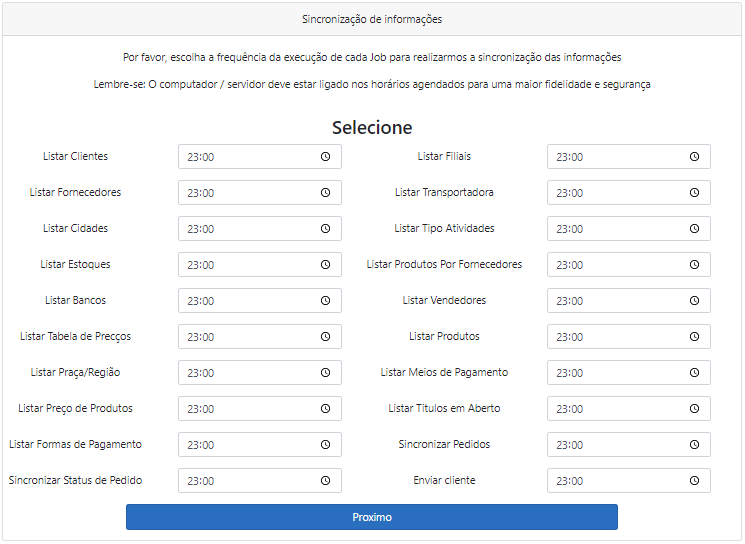 Sincronização de informações
Por favor, escolha a frequência da execução de cada Job para realizarmos a sincronização das informações
Lembre-se: O computador / servidor deve estar ligado nos horários agendados para uma maior fidelidade e segurança
Selecione
Listar Clientes 23:00 Listar Filiais 23:00
Listar Fornecedores 23:00 Listar Transportadora 23:00
Listar Cidades 23:00 Listar Tipo Atividades 23:00
Listar Estoques 23:00 Listar Produtos Por Fornecedores 23:00
Listar Bancos 23:00 Listar Vendedores 23:00
Listar Tabela de Precços 23:00 Listar Produtos 23:00
Listar Praça/Região 23:00 Listar Meios de Pagamento 23:00
Listar Preço de Produtos 23:00 Listar Titulos em Aberto 23:00
Listar Formas de Pagamento 23:00 Sincronizar Pedidos 23:00
Sincronizar Status de Pedido 23:00 Enviar cliente 23:00
Proximo